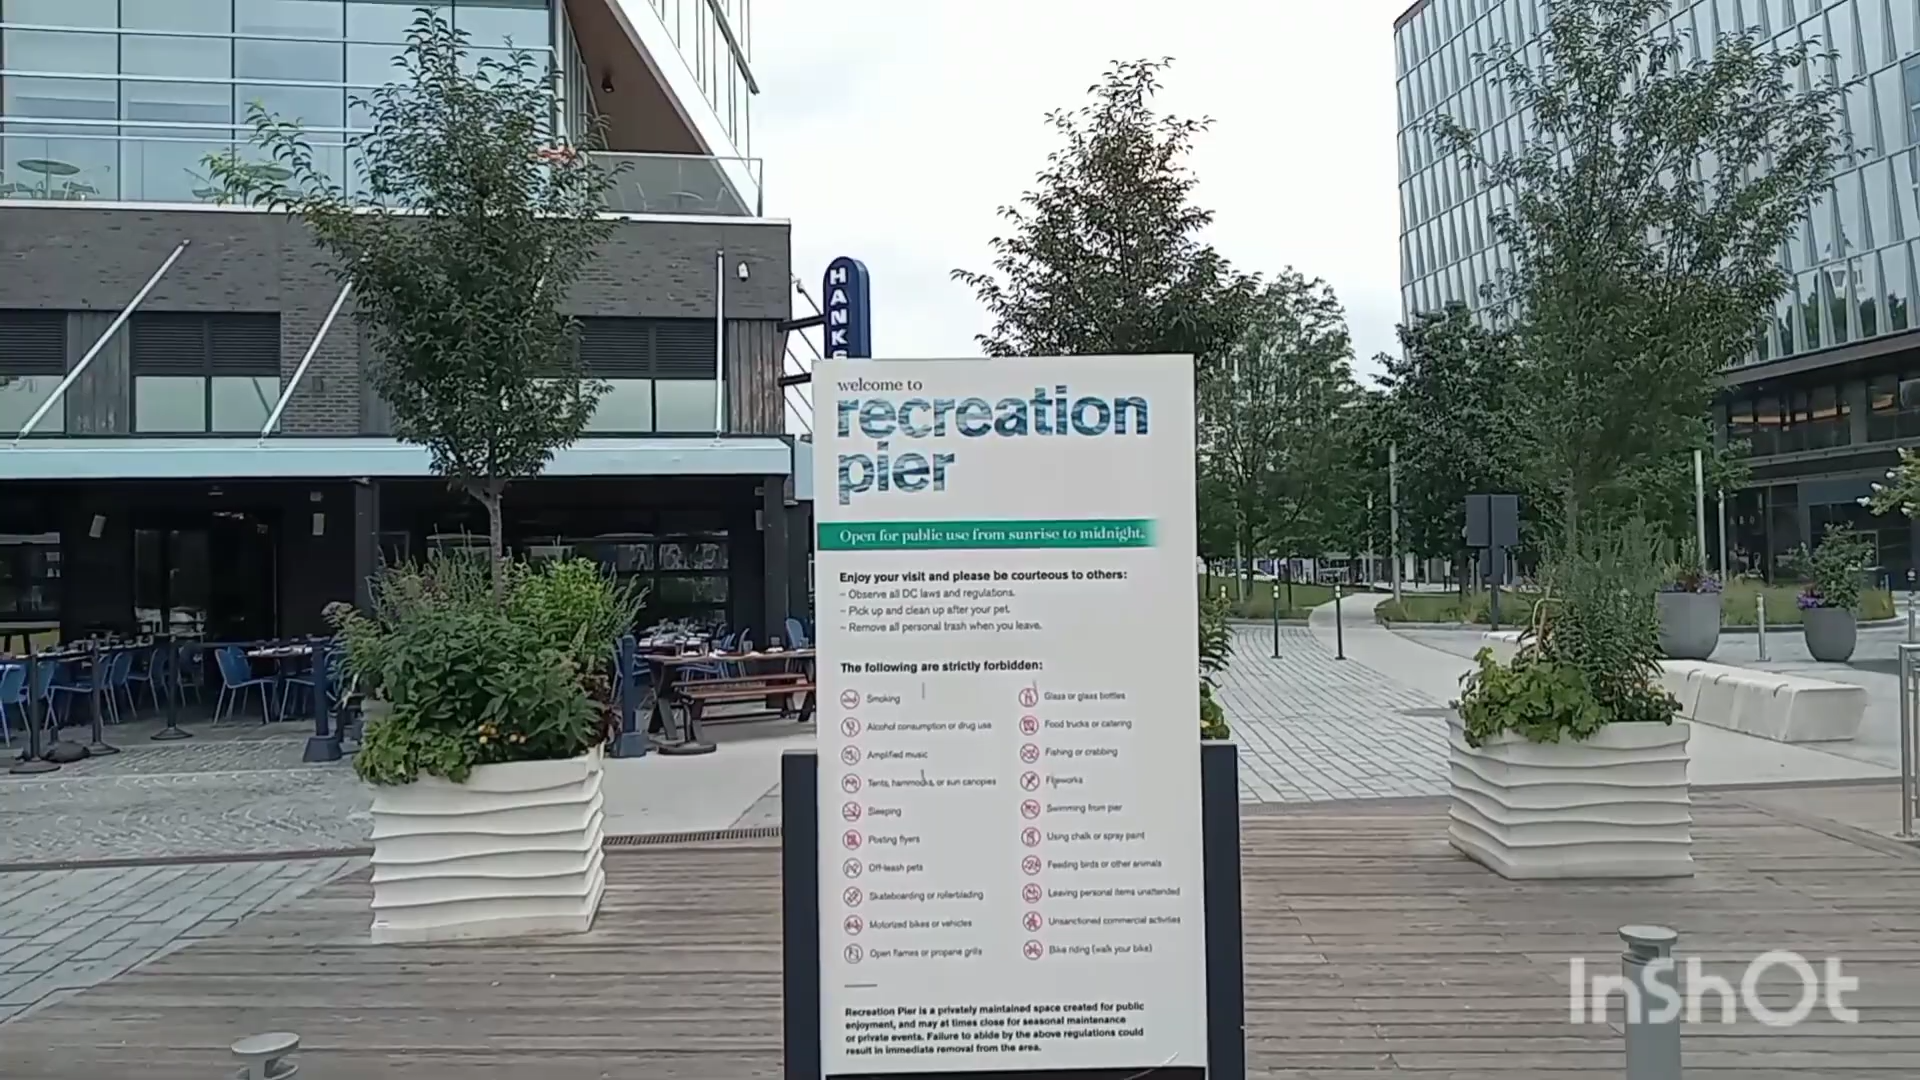 HANK
welcome to
recreation
pier
Open for public use from sunrise to midnight.
Enjoy your visit and please be courteous to others:
– Observe all DC laws and regulations.
– Pick up and clean up after your pet.
– Remove all personal trash when you leave.
The following are strictly forbidden:
Smoking
Alcohol consumption or drug use
Amplified music
Tents, hammocks, or sun canopies
Sleeping
Posting flyers
Off-leash pets
Skateboarding or rollerblading
Motorized bikes or vehicles
Open flames or propane grills
Glass or glass bottles
Food trucks or catering
Fishing or crabbing
Fireworks
Swimming from pier
Using chalk or spray paint
Feeding birds or other animals
Leaving personal items unattended
Unsanctioned commercial activities
Bike riding (walk your bike)
Recreation Pier is a privately maintained space created for public
enjoyment, and may at times close for seasonal maintenance
or private events. Failure to abide by the above regulations could
result in immediate removal from the area.
InShOt